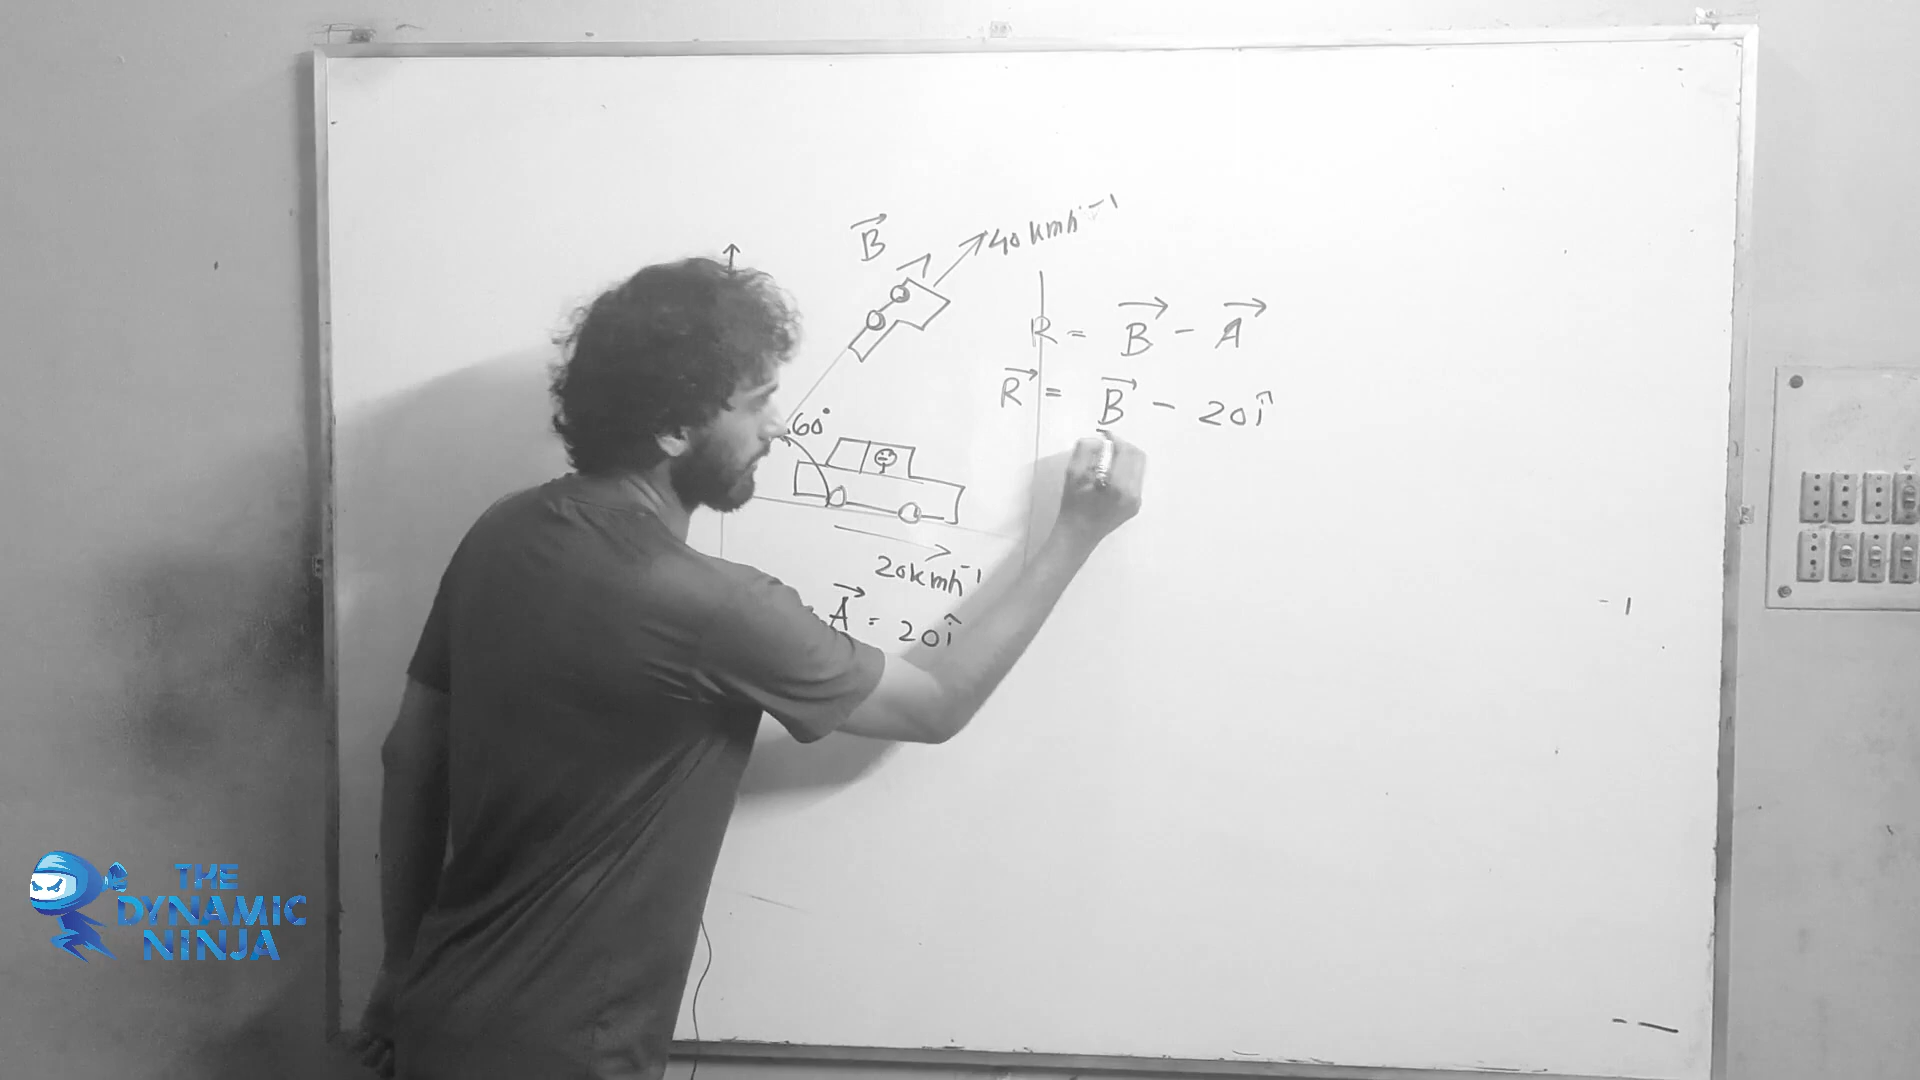 B
40 kmh⁻¹
R = B - A
R = B - 20î
60°
20kmh⁻¹
A = 20î
THE
DYNAMIC
NINJA